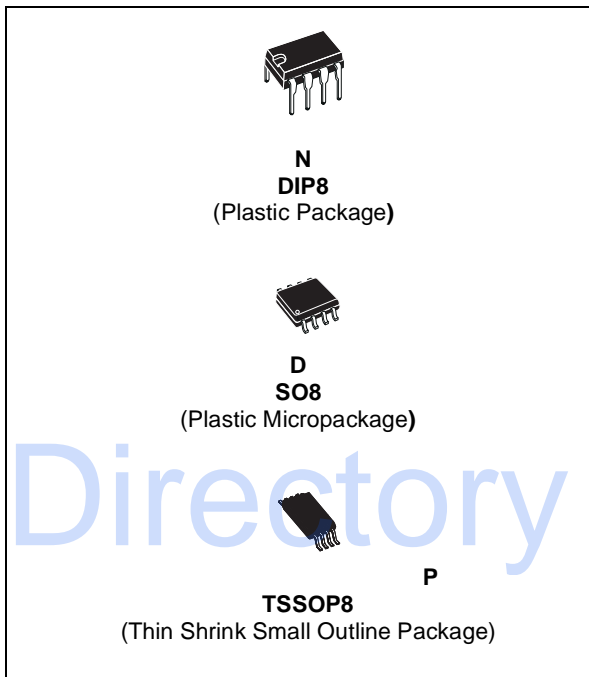 N
DIP8
(Plastic Package)
D
SO8
(Plastic Micropackage)
Directory
P
TSSOP8
(Thin Shrink Small Outline Package)